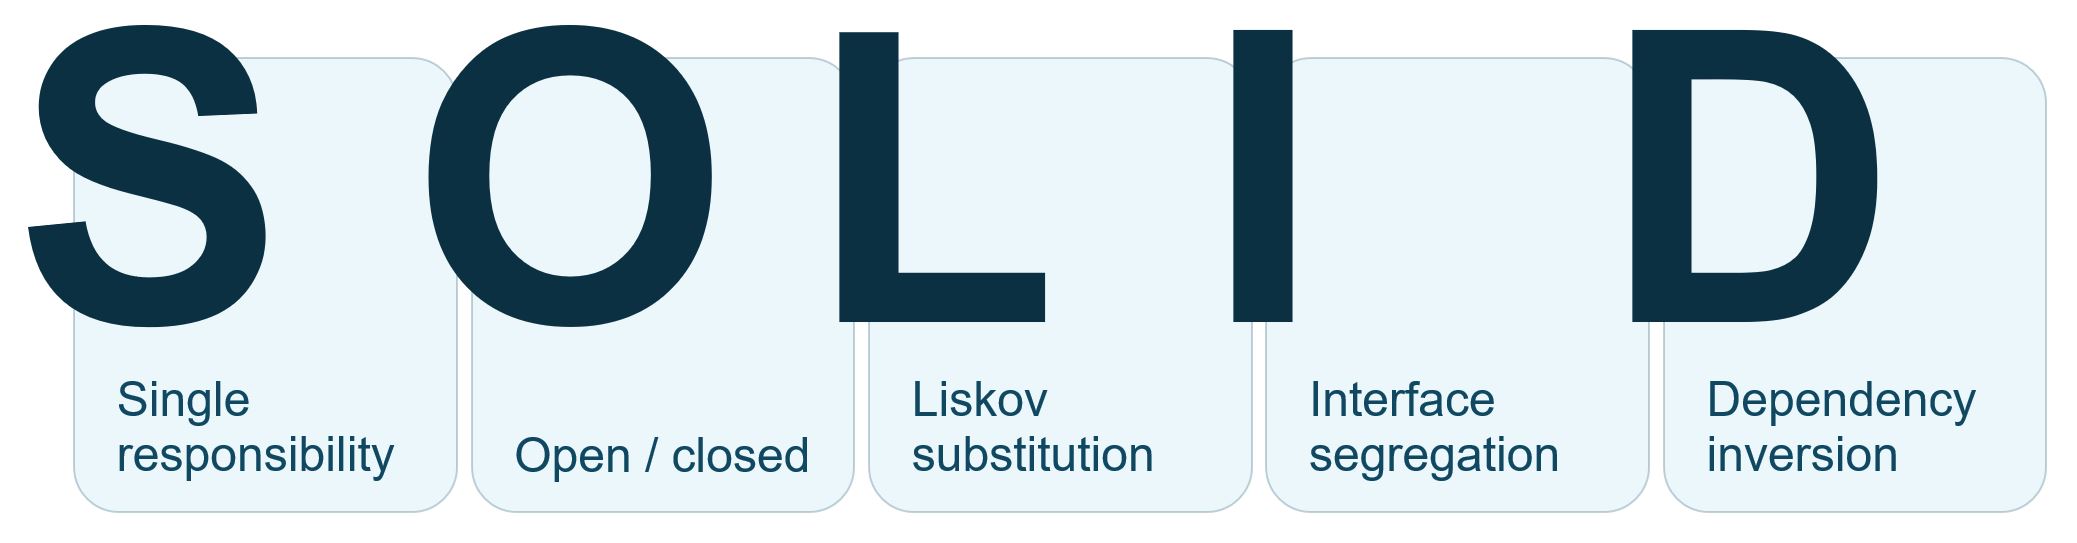 S O L I D
Single
responsibility
Open / closed
Liskov
substitution
Interface
segregation
Dependency
inversion